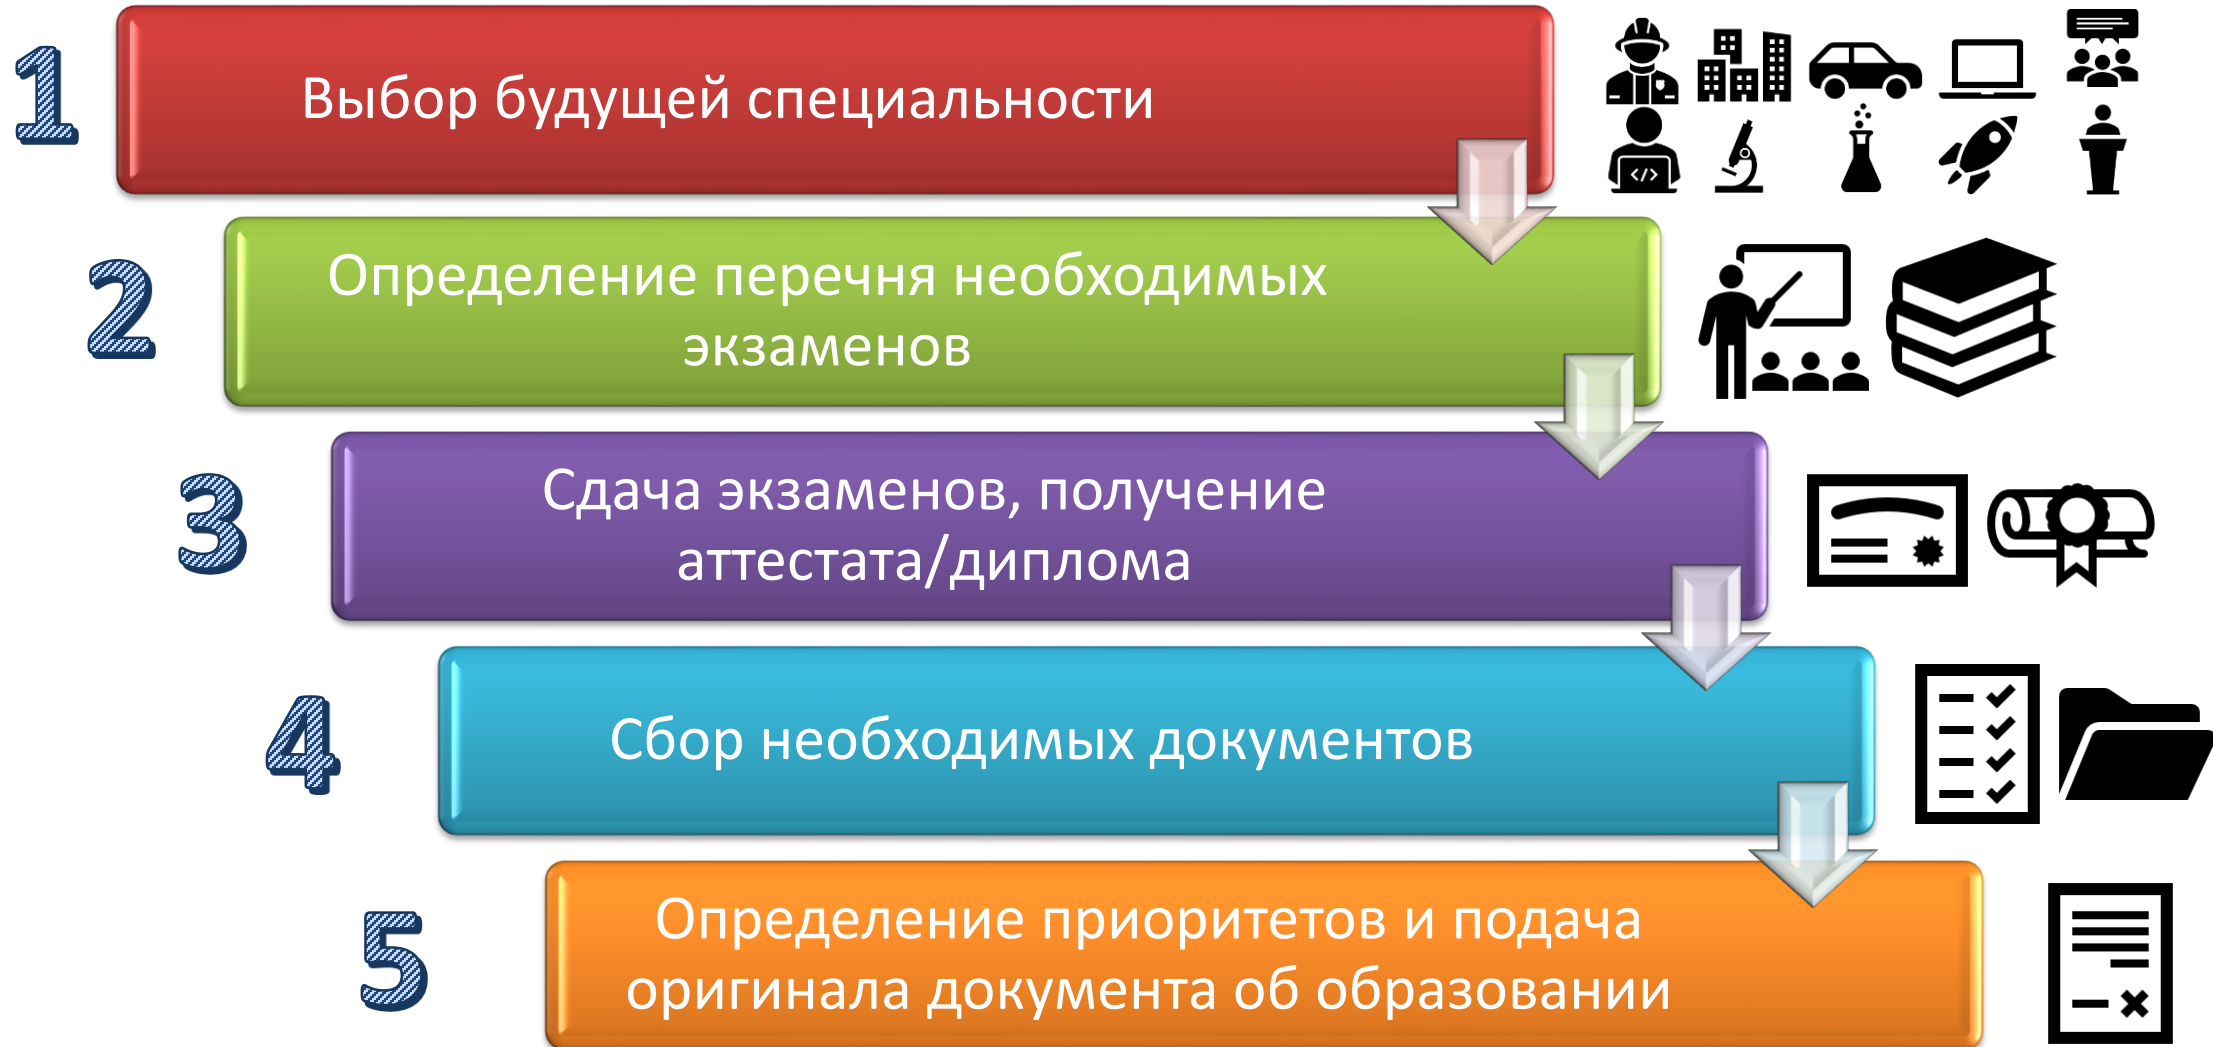 1
Выбор будущей специальности
</>
2
Определение перечня необходимых
экзаменов
3
Сдача экзаменов, получение
аттестата/диплома
4
Сбор необходимых документов
5
Определение приоритетов и подача
оригинала документа об образовании